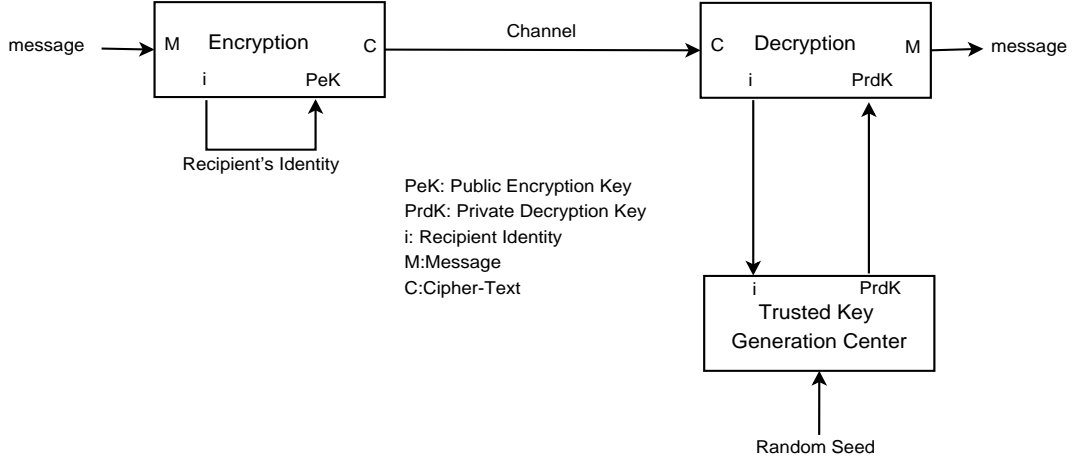 Channel
message
M
Encryption
C
C
Decryption
M
message
i
PeK
i
PrdK
Recipient's Identity
PeK: Public Encryption Key
PrdK: Private Decryption Key
i: Recipient Identity
M:Message
C:Cipher-Text
i
PrdK
Trusted Key
Generation Center
Random Seed